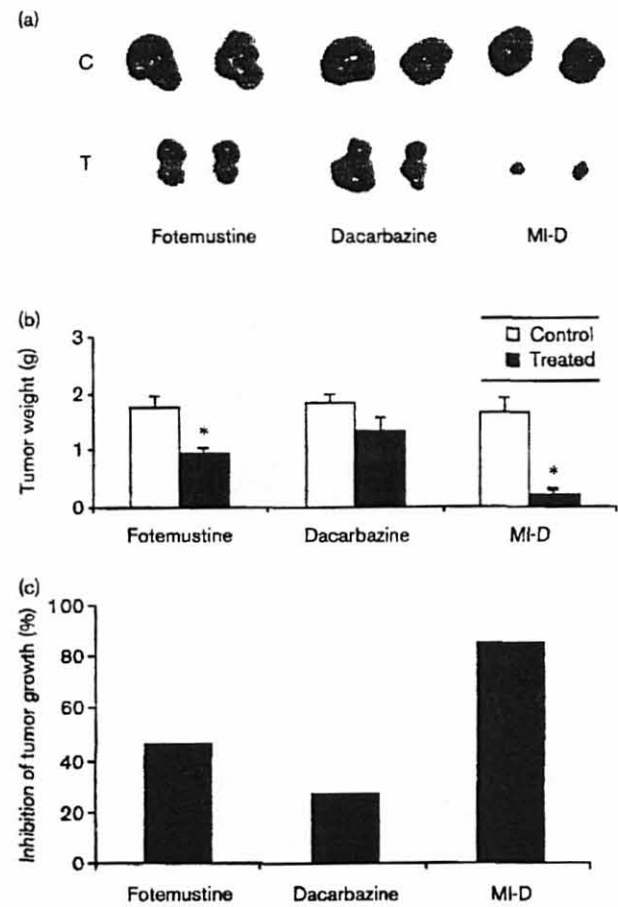 (a)
C
T
Fotemustine Dacarbazine MI-D
(b)
Tumor weight (g)
3
2
1
0
Control
Treated
*
*
Fotemustine Dacarbazine MI-D
(c)
Inhibition of tumor growth (%)
100
80
60
40
20
0
Fotemustine Dacarbazine MI-D